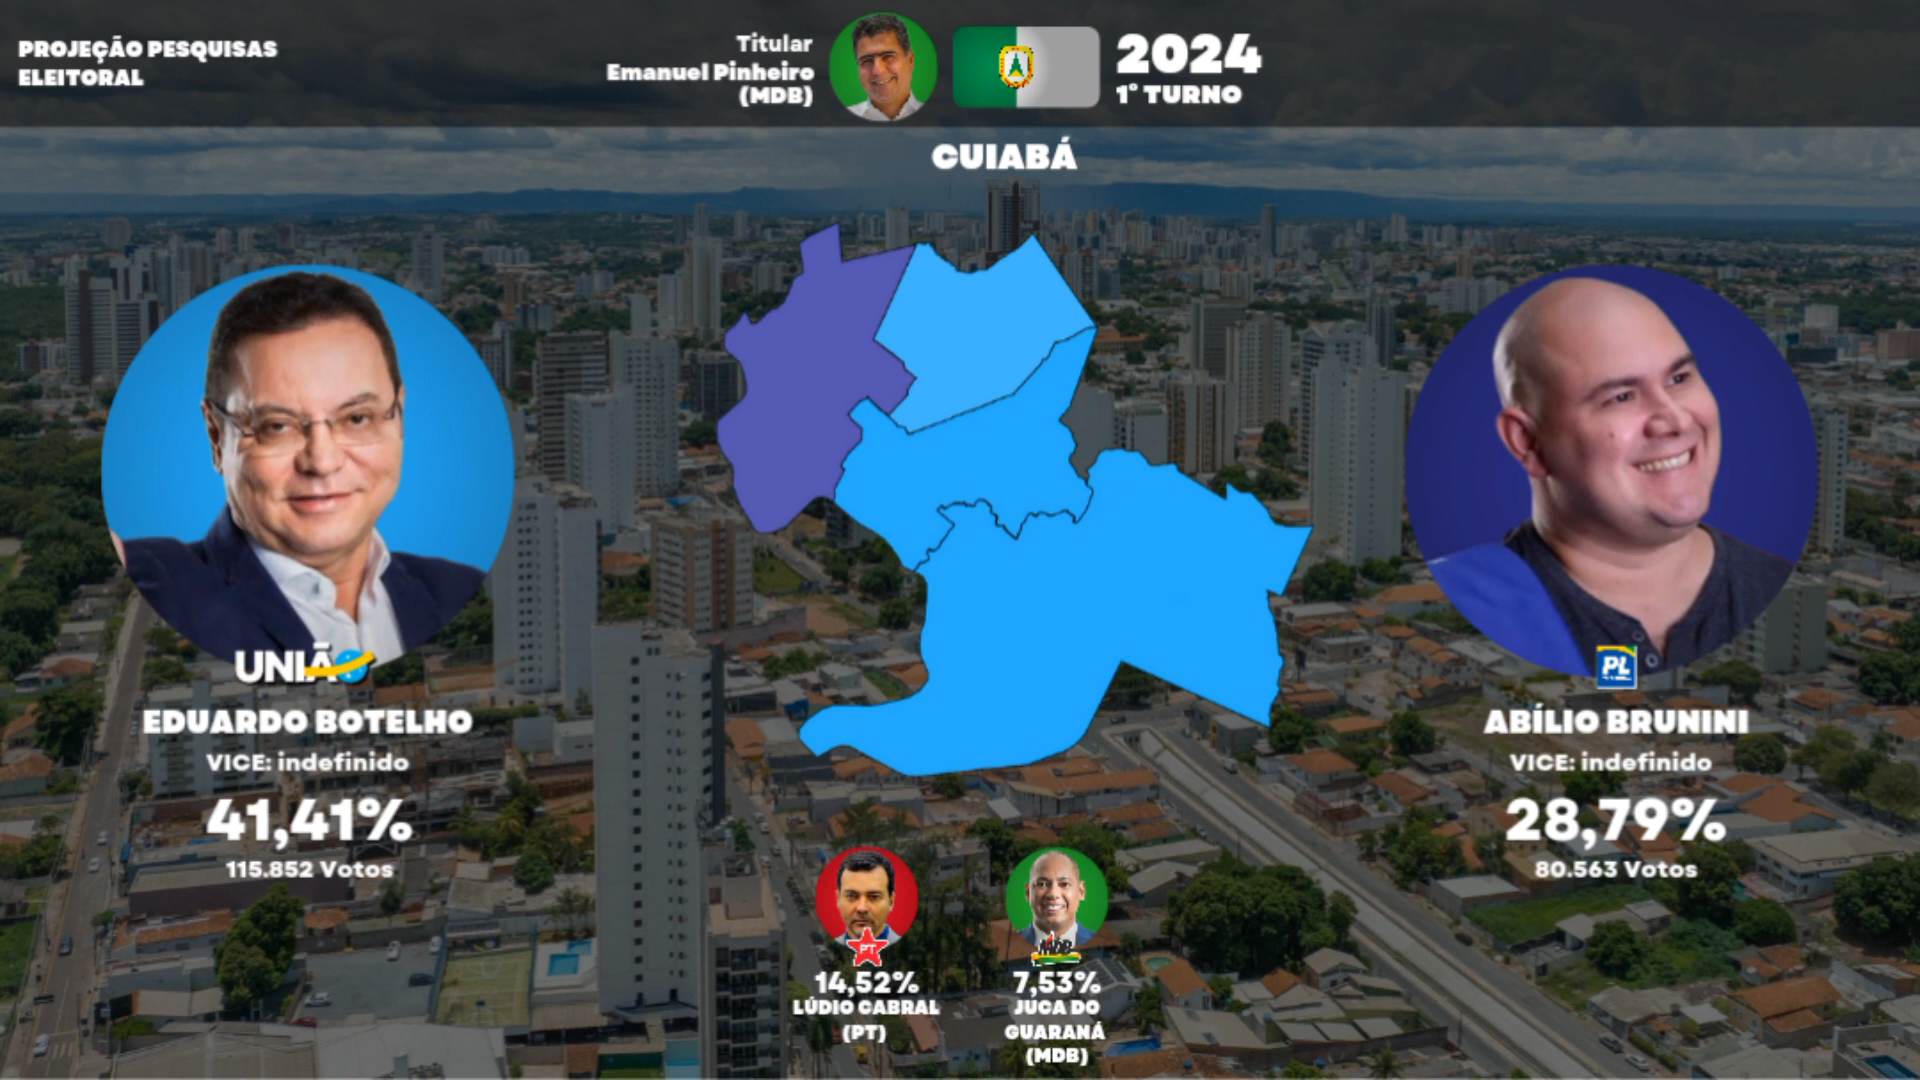 PROJEÇÃO PESQUISAS
ELEITORAL
Titular
Emanuel Pinheiro
(MDB)
2024
1° TURNO
CUIABÁ
UNIÃO
EDUARDO BOTELHO
VICE: indefinido
41,41%
115.852 Votos
PL
ABÍLIO BRUNINI
VICE: indefinido
28,79%
80.563 Votos
PT
14,52%
LÚDIO CABRAL
(PT)
MDB
7,53%
JUCA DO
GUARANÁ
(MDB)